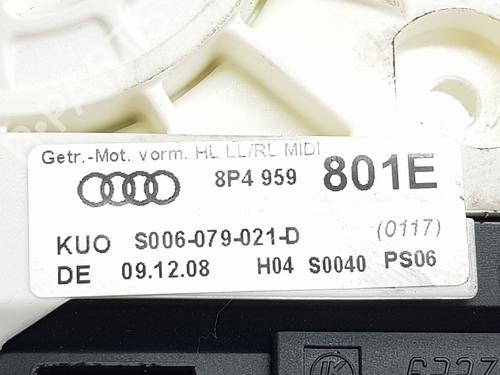 Getr.-Mot. vorm. HL LL/RL MIDI
8P4 959 801E
KUO S006-079-021-D (0117)
DE 09.12.08 H04 S0040 PS06